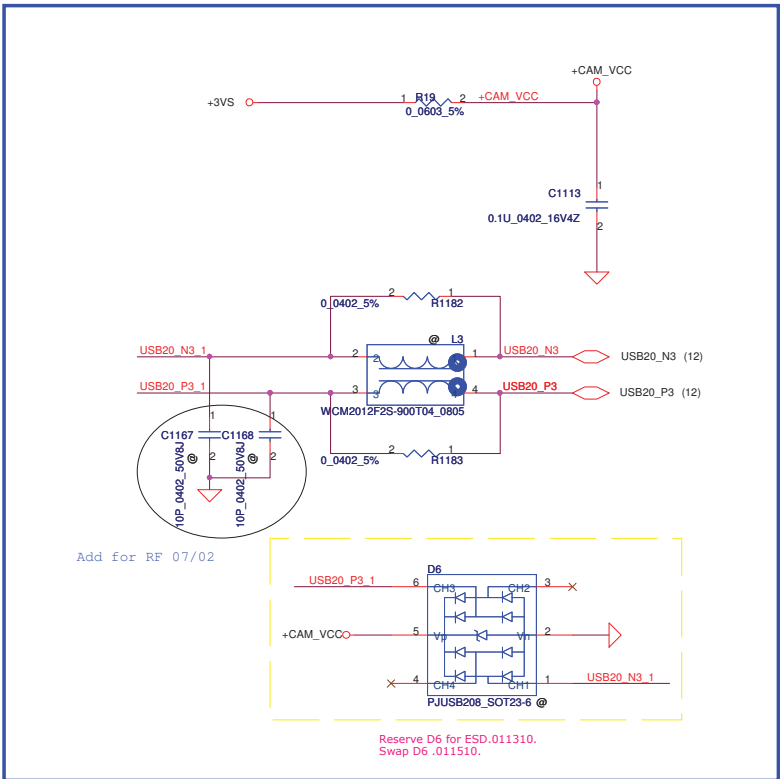 +CAM_VCC
+3VS
1
R19
2
+CAM_VCC
0_0603_5%
C1113
1
0.1U_0402_16V4Z
2
2
1
0_0402_5%
R1182
@
L3
USB20_N3_1
2
2
1
USB20_N3
USB20_N3 (12)
USB20_P3_1
3
3
4
USB20_P3
USB20_P3 (12)
WCM2012F2S-900T04_0805
1
1
C1167
C1168
2
@
2
@
10P_0402_50V8J
10P_0402_50V8J
2
1
0_0402_5%
R1183
Add for RF 07/02
D6
USB20_P3_1
6
CH3
CH2
3
+CAM_VCC
5
Vp
Vn
2
4
CH4
CH1
1
USB20_N3_1
PJUSB208_SOT23-6 @
Reserve D6 for ESD.011310.
Swap D6 .011510.